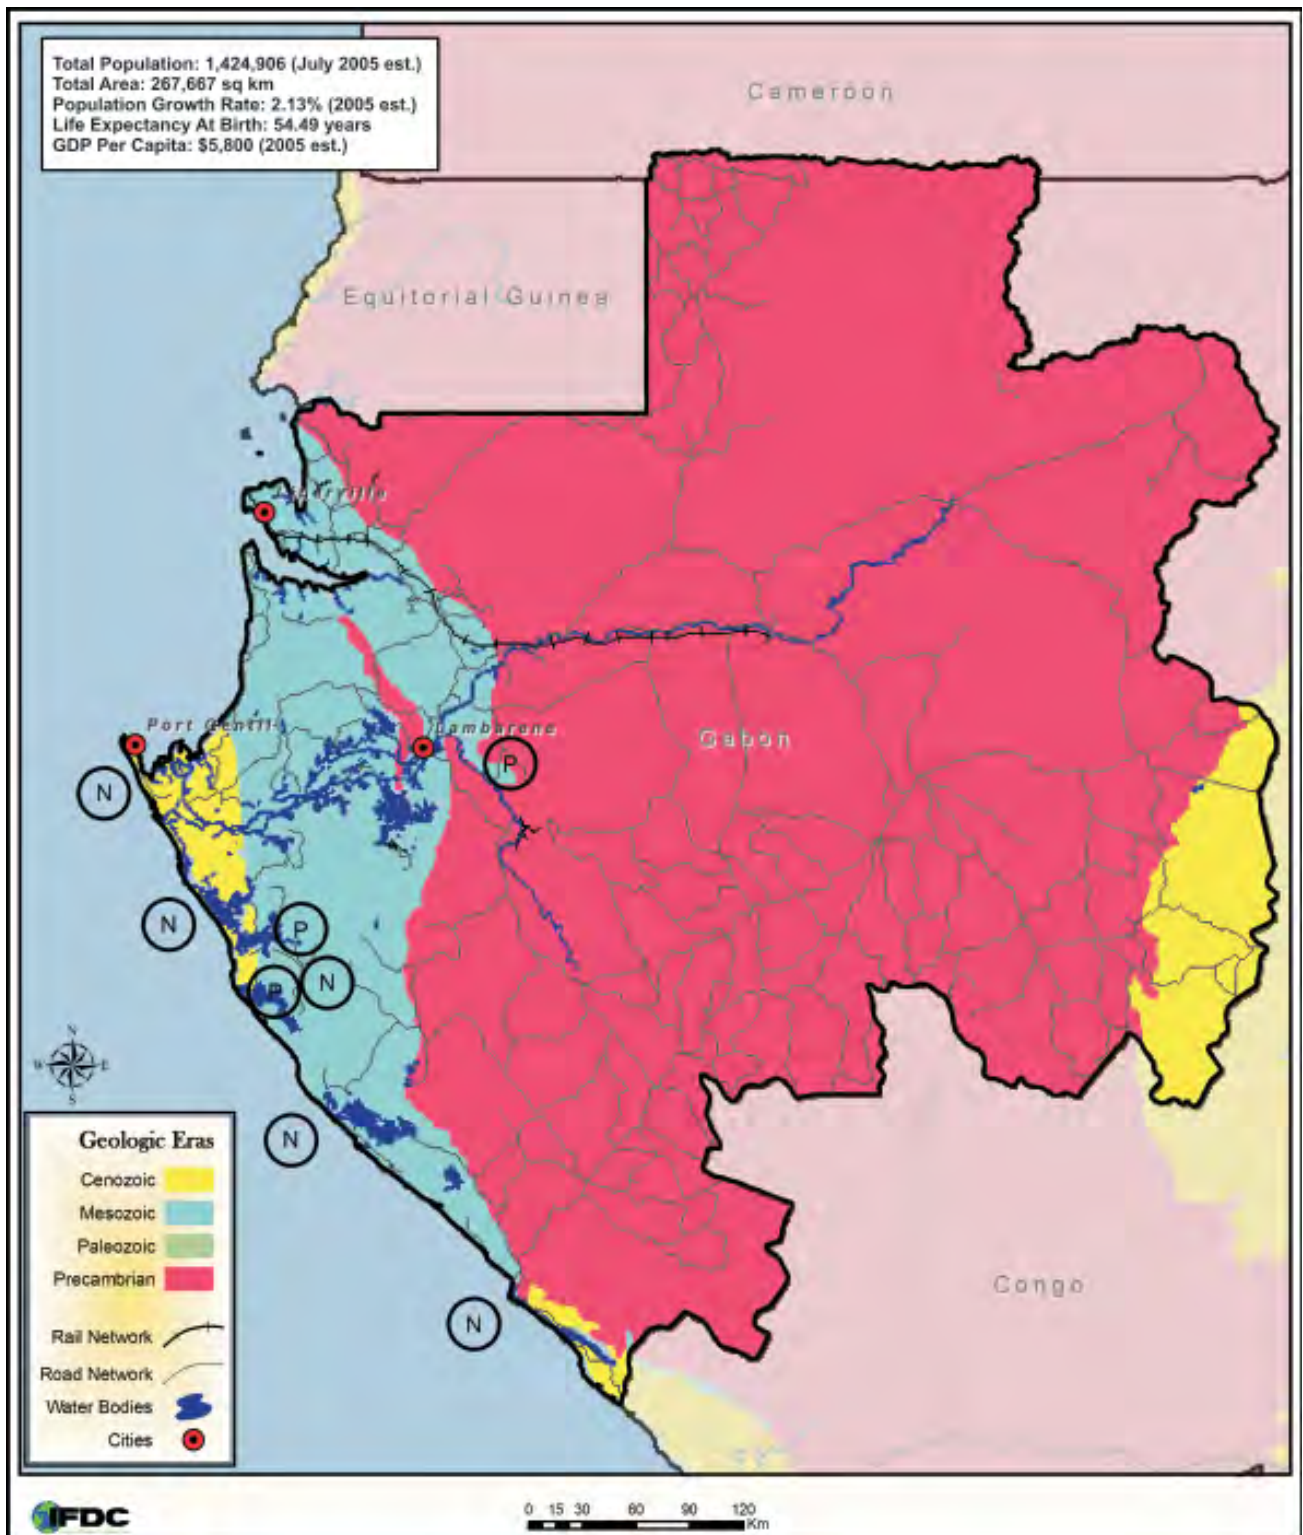 Total Population: 1,424,906 (July 2005 est.)
Total Area: 267,667 sq km
Population Growth Rate: 2.13% (2005 est.)
Life Expectancy At Birth: 54.49 years
GDP Per Capita: $5,800 (2005 est.)
Cameroon
Equitorial Guinea
Libreville
Port Gentil
Lambarene
Gabon
P
N
N
P
P
N
N
N
Congo
N
W
E
S
Geologic Eras
Cenozoic
Mesozoic
Paleozoic
Precambrian
Rail Network
Road Network
Water Bodies
Cities
IFDC
0 15 30 60 90 120
Km